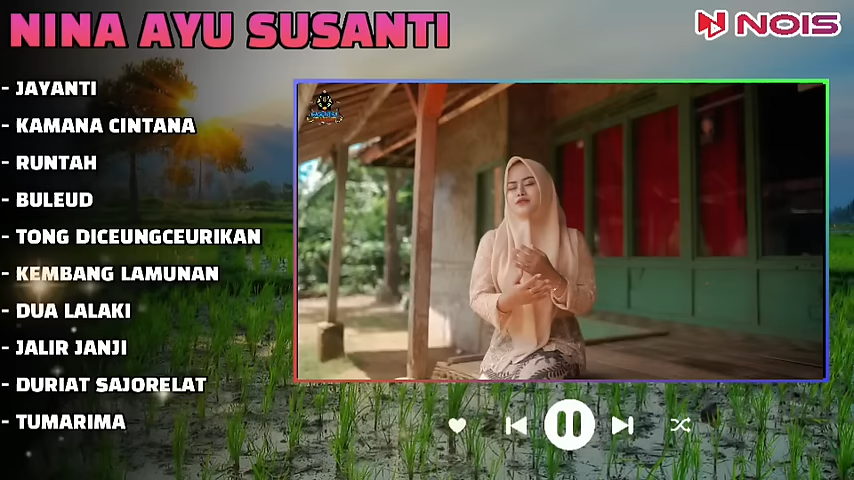 NINA AYU SUSANTI
NOIS
- JAYANTI
- KAMANA CINTANA
- RUNTAH
- BULEUD
- TONG DICEUNGCEURIKAN
- KEMBANG LAMUNAN
- DUA LALAKI
- JALIR JANJI
- DURIAT SAJORELAT
- TUMARIMA